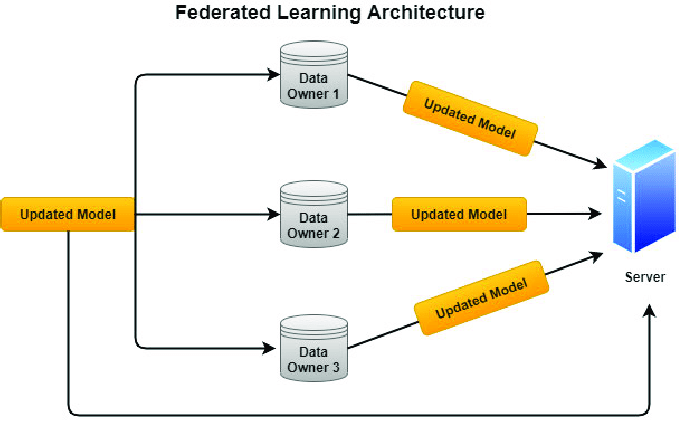 Federated Learning Architecture
Data
Owner 1
Updated Model
Updated Model
Data
Owner 2
Updated Model
Server
Updated Model
Data
Owner 3